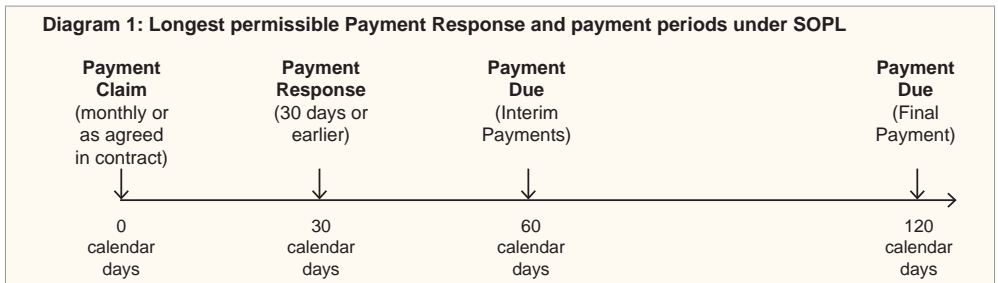 Diagram 1: Longest permissible Payment Response and payment periods under SOPL
Payment
Claim
(monthly or
as agreed
in contract)
Payment
Response
(30 days or
earlier)
Payment
Due
(Interim
Payments)
Payment
Due
(Final
Payment)
0
calendar
days
30
calendar
days
60
calendar
days
120
calendar
days